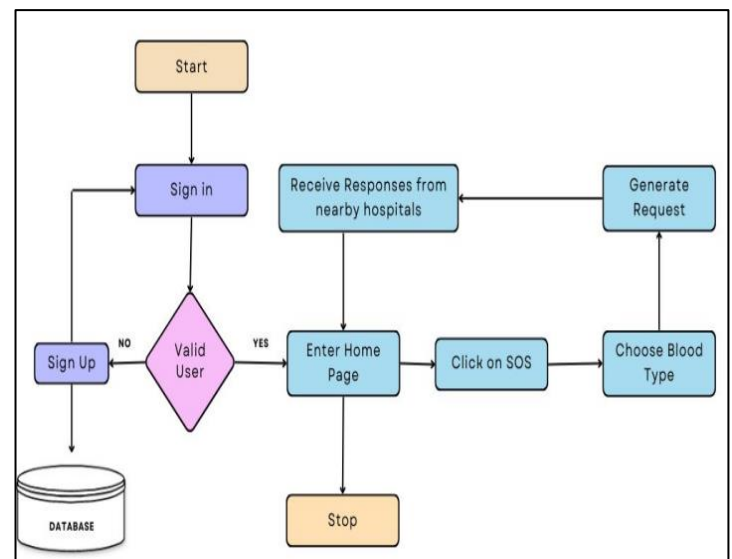 Start
Sign in
Receive Responses from
nearby hospitals
Generate
Request
NO
Valid
User
YES
Sign Up
Enter Home
Page
Click on SOS
Choose Blood
Type
DATABASE
Stop